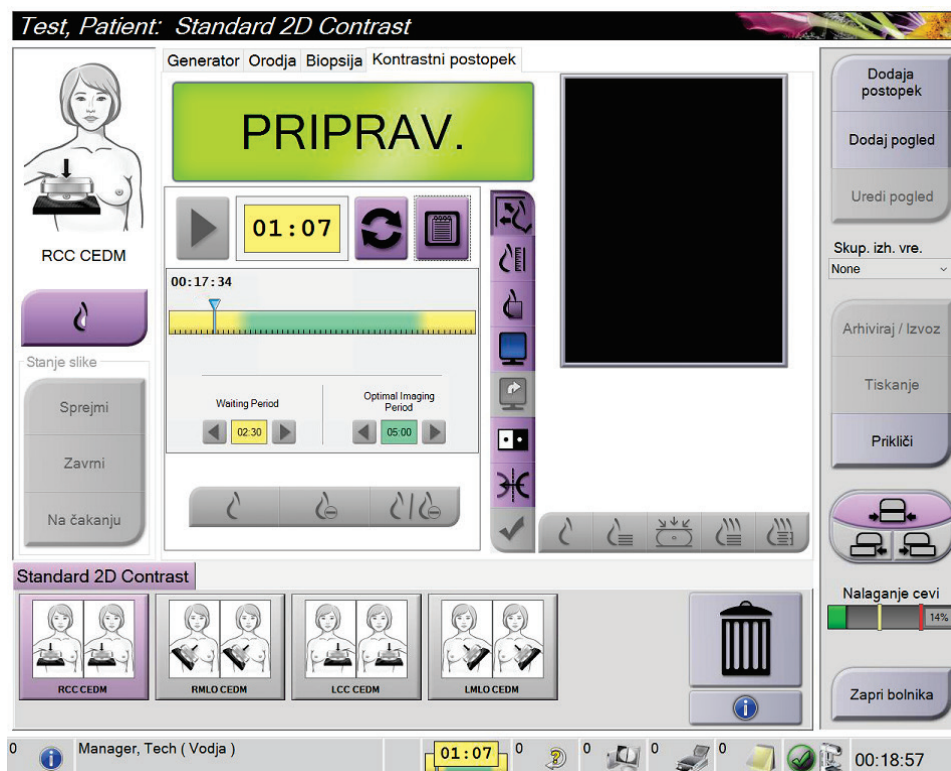 Test, Patient: Standard 2D Contrast
Generator Orodja Biopsija Kontrastni postopek
PRIPRAV.
RCC CEDM
01:07
00:17:34
Waiting Period
02:30
Optimal Imaging
Period
05:00
Stanje slike
Sprejmi
Zavrni
Na čakanju
Dodaja
postopek
Dodaj pogled
Uredi pogled
Skup. izh. vre.
None
Arhiviraj / Izvoz
Tiskanje
Prikliči
Nalaganje cevi
14%
Zapri bolnika
Standard 2D Contrast
RCC CEDM
RMLO CEDM
LCC CEDM
LMLO CEDM
0 Manager, Tech ( Vodja ) 01:07 0 0 0 0 00:18:57